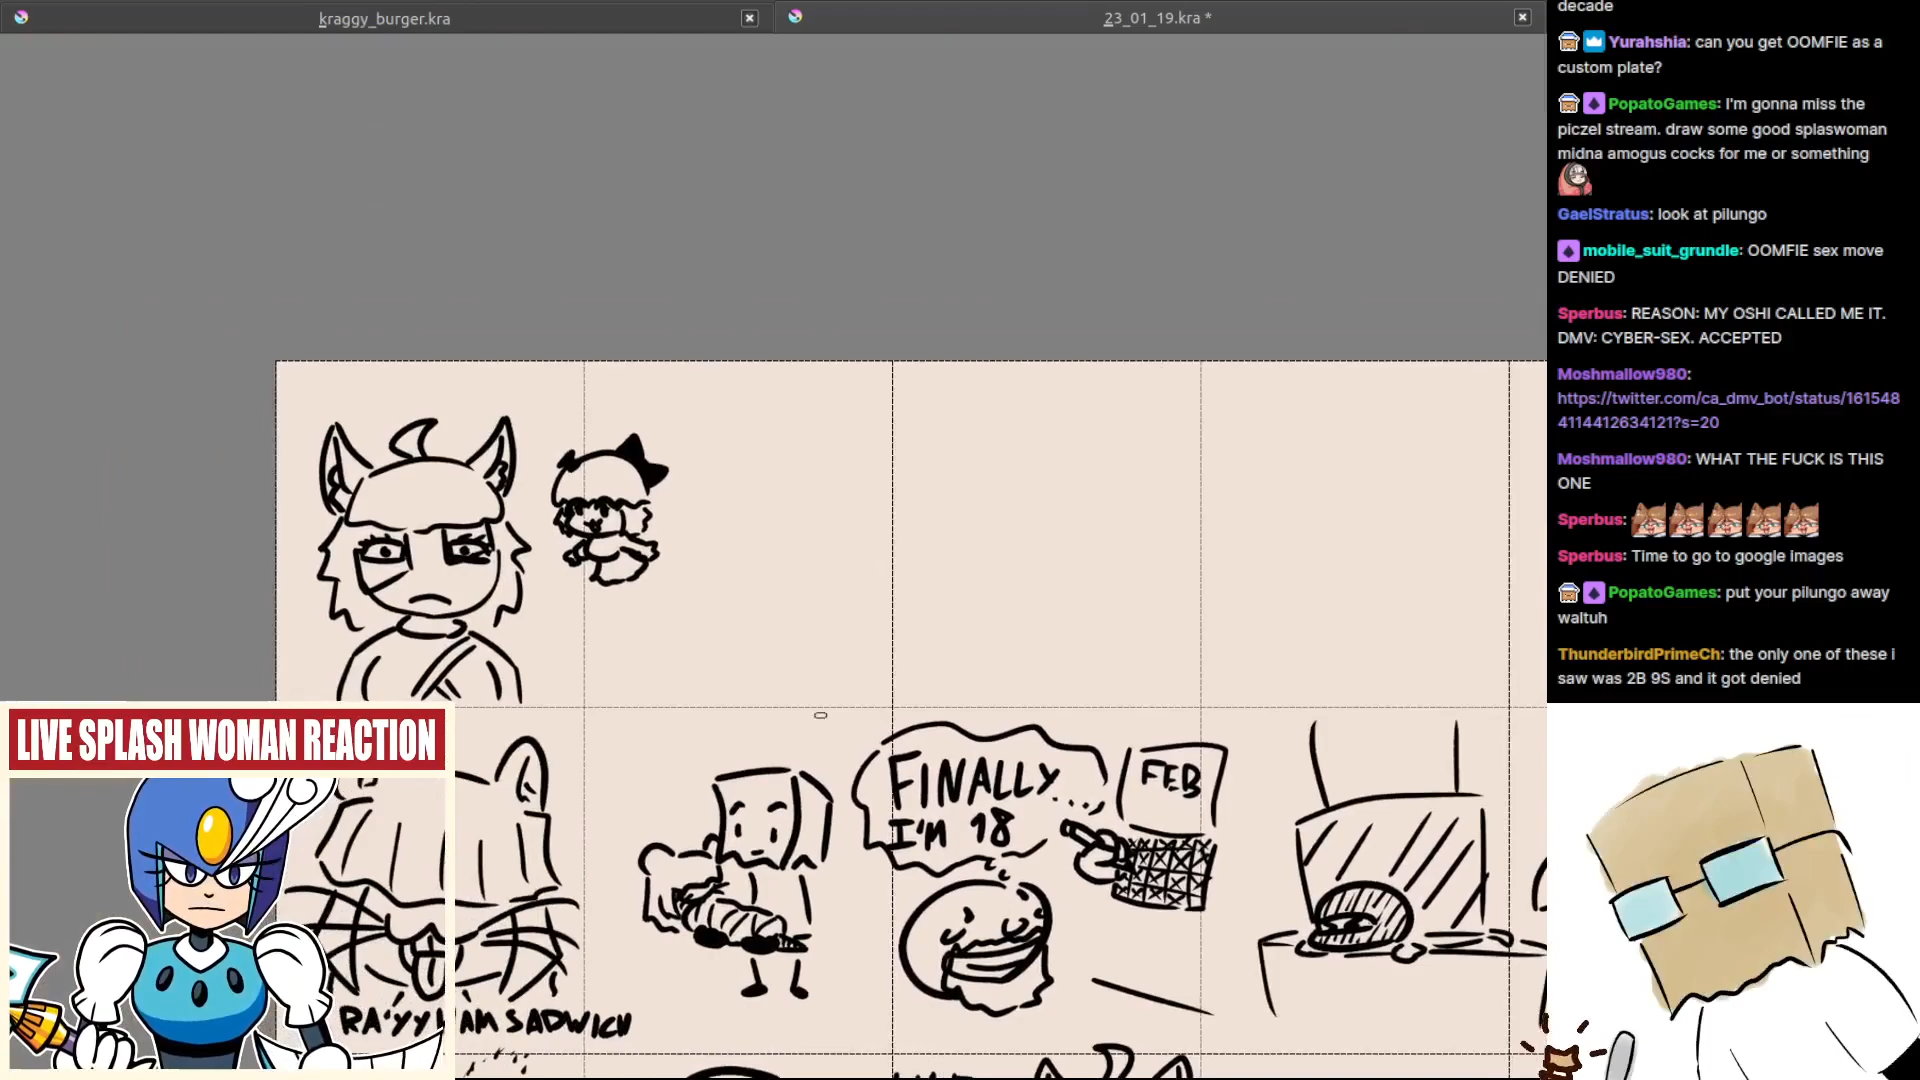 kraggy_burger.kra
23_01_19.kra *
decade
Yurahshia: can you get OOMFIE as a
custom plate?
PopatoGames: I'm gonna miss the
piczel stream. draw some good splaswoman
midna amogus cocks for me or something
GaelStratus: look at pilungo
mobile_suit_grundle: OOMFIE sex move
DENIED
Sperbus: REASON: MY OSHI CALLED ME IT.
DMV: CYBER-SEX. ACCEPTED
Moshmallow980:
https://twitter.com/ca_dmv_bot/status/161548
4114412634121?s=20
Moshmallow980: WHAT THE FUCK IS THIS
ONE
Sperbus:
Sperbus: Time to go to google images
PopatoGames: put your pilungo away
waltuh
ThunderbirdPrimeCh: the only one of these i
saw was 2B 9S and it got denied
LIVE SPLASH WOMAN REACTION
FINALLY
I'M 18
FEB
SADWICH